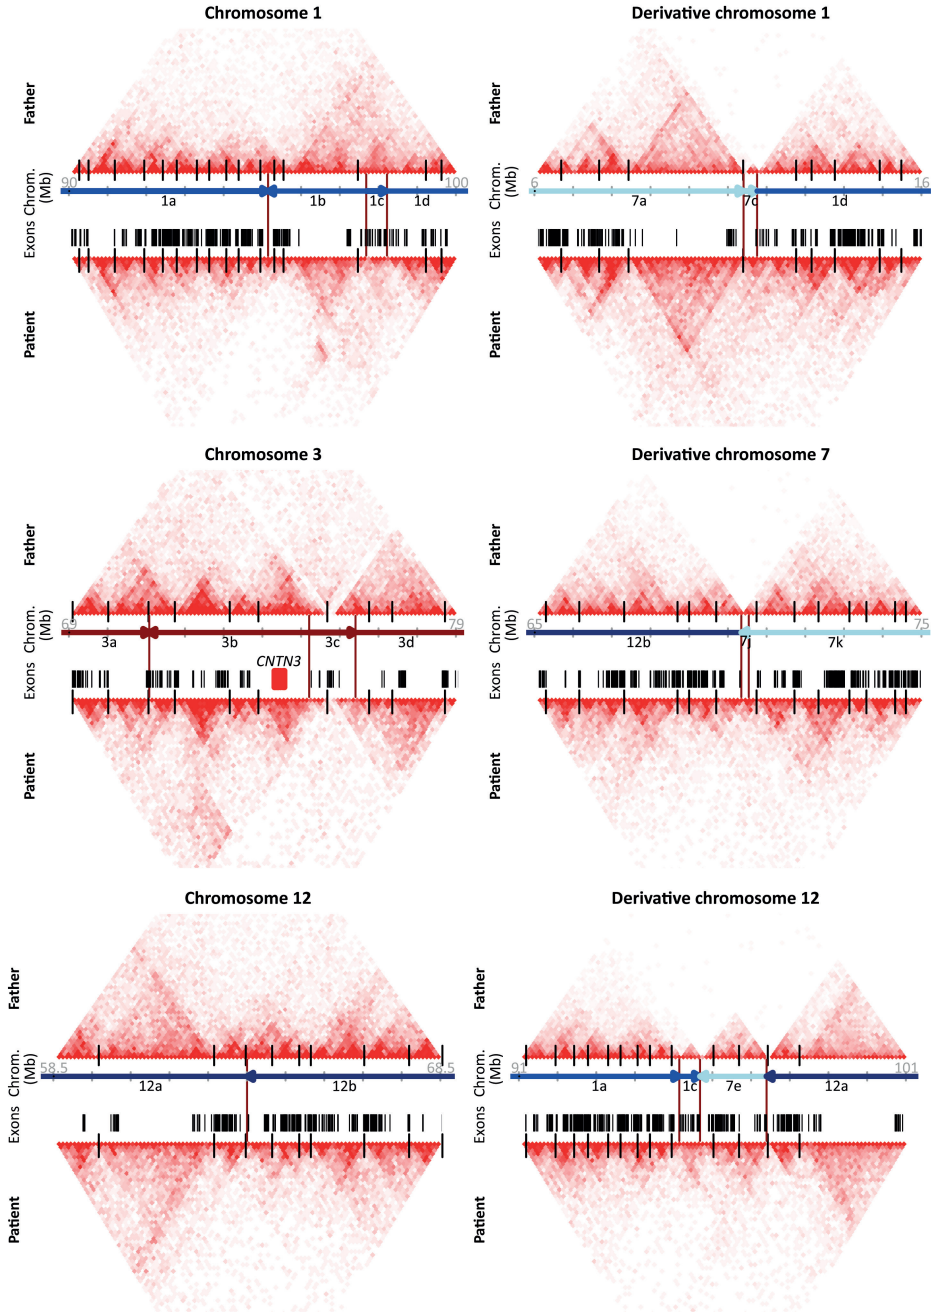 Chromosome 1
Father
Chrom. (Mb)
90
100
1a
1b
1c
1d
Exons
Patient
Derivative chromosome 1
Father
Chrom. (Mb)
6
16
7a
7d
1d
Exons
Patient
Chromosome 3
Father
Chrom. (Mb)
69
79
3a
3b
3c
3d
CNTN3
Exons
Patient
Derivative chromosome 7
Father
Chrom. (Mb)
65
75
12b
7j
7k
Exons
Patient
Chromosome 12
Father
Chrom. (Mb)
58.5
68.5
12a
12b
Exons
Patient
Derivative chromosome 12
Father
Chrom. (Mb)
91
101
1a
1c
7e
12a
Exons
Patient